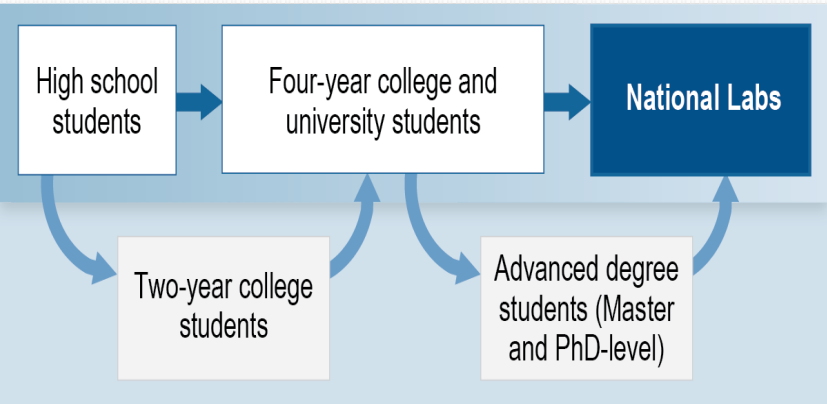 High school
students
Four-year college and
university students
National Labs
Two-year college
students
Advanced degree
students (Master
and PhD-level)